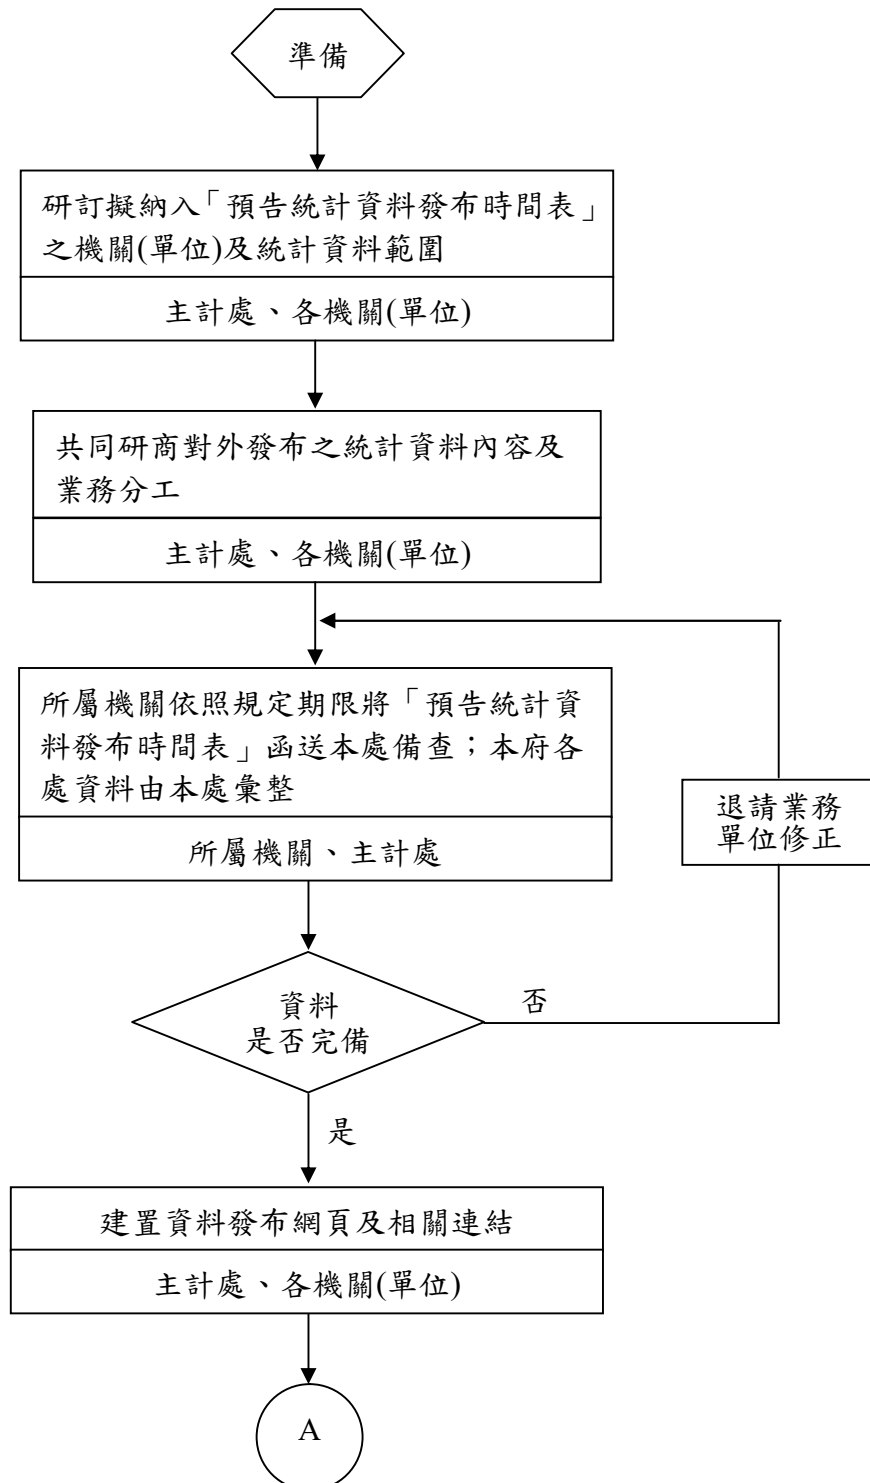 準備
研訂擬納入「預告統計資料發布時間表」
之機關(單位)及統計資料範圍
主計處、各機關(單位)
共同研商對外發布之統計資料內容及
業務分工
主計處、各機關(單位)
所屬機關依照規定期限將「預告統計資
料發布時間表」函送本處備查；本府各
處資料由本處彙整
所屬機關、主計處
退請業務
單位修正
資料
是否完備
否
是
建置資料發布網頁及相關連結
主計處、各機關(單位)
A